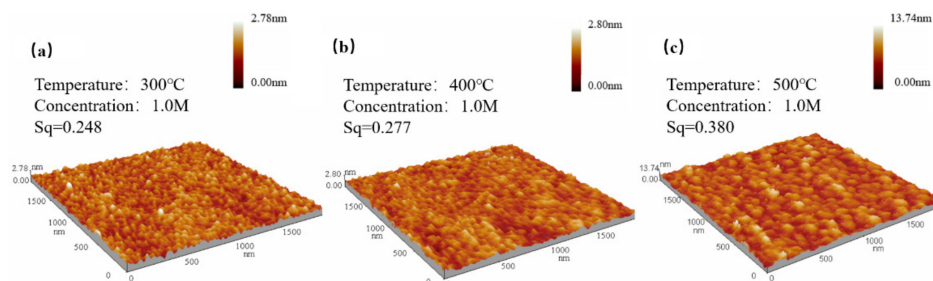 (a)
2.78nm
0.00nm
Temperature: 300℃
Concentration: 1.0M
Sq=0.248
2.78 nm
0.00
1500
1000
nm
500
0
0
500
1000
nm
1500
(b)
2.80nm
0.00nm
Temperature: 400℃
Concentration: 1.0M
Sq=0.277
2.80 nm
0.00
1500
1000
nm
500
0
0
500
1000
nm
1500
(c)
13.74nm
0.00nm
Temperature: 500℃
Concentration: 1.0M
Sq=0.380
13.74 nm
0.00
1500
1000
nm
500
0
0
500
1000
nm
1500